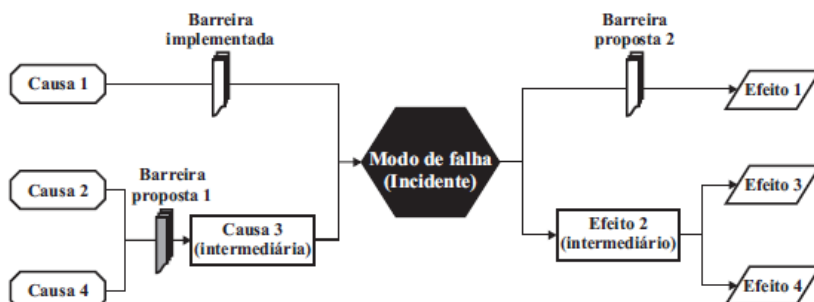 Barreira
implementada
Barreira
proposta 2
Causa 1
Efeito 1
Modo de falha
(Incidente)
Causa 2
Barreira
proposta 1
Efeito 3
Causa 3
(intermediária)
Efeito 2
(intermediário)
Causa 4
Efeito 4